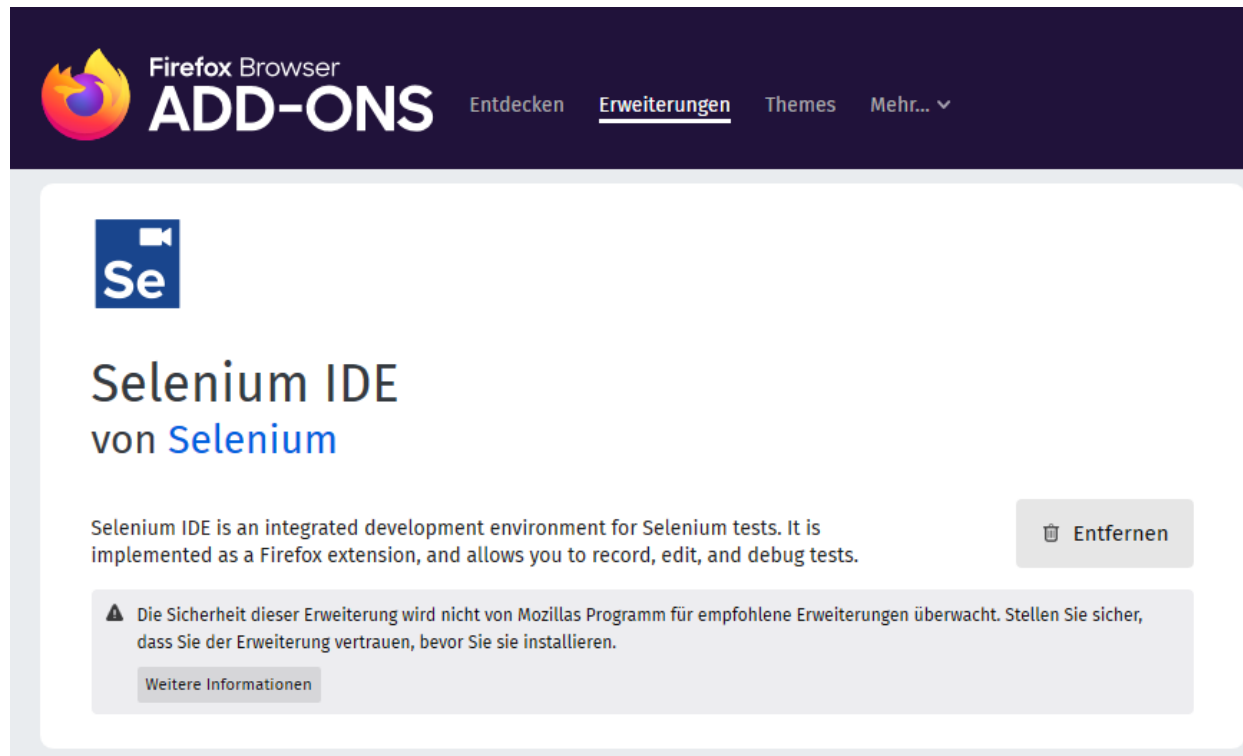 Firefox Browser
ADD-ONS
Entdecken Erweiterungen Themes Mehr...
Se
Selenium IDE
von Selenium
Selenium IDE is an integrated development environment for Selenium tests. It is
implemented as a Firefox extension, and allows you to record, edit, and debug tests.
Entfernen
Die Sicherheit dieser Erweiterung wird nicht von Mozillas Programm für empfohlene Erweiterungen überwacht. Stellen Sie sicher,
dass Sie der Erweiterung vertrauen, bevor Sie sie installieren.
Weitere Informationen